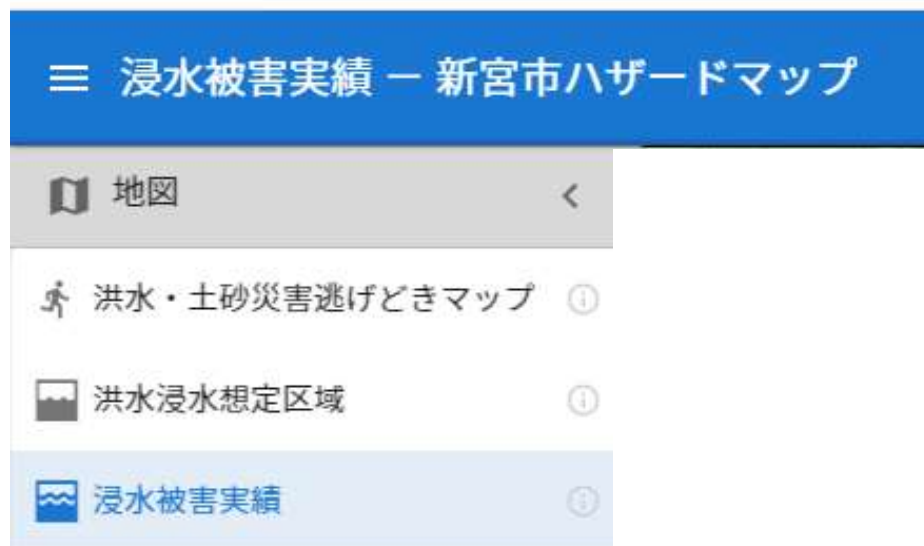 浸水被害実績 － 新宮市ハザードマップ
地図
洪水・土砂災害逃げどきマップ
洪水浸水想定区域
浸水被害実績